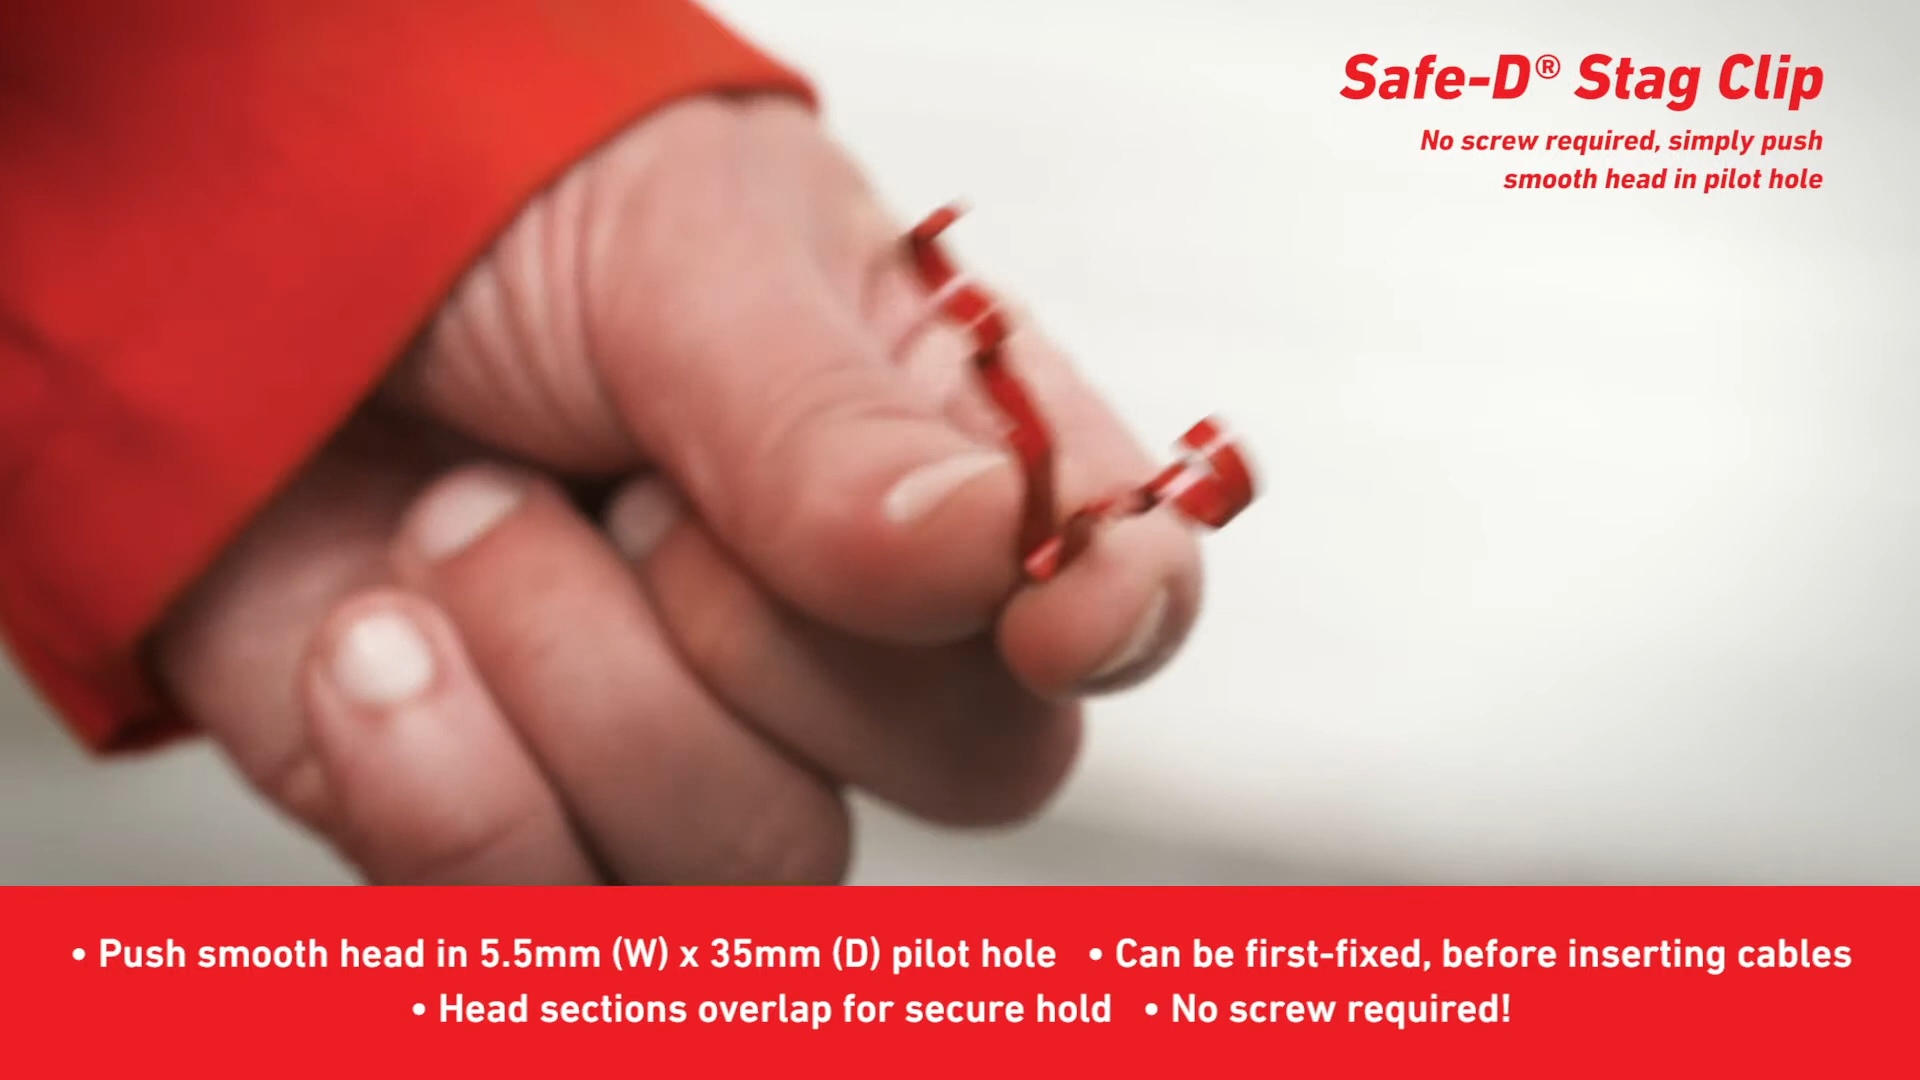 Safe-D® Stag Clip
No screw required, simply push
smooth head in pilot hole
• Push smooth head in 5.5mm (W) x 35mm (D) pilot hole • Can be first-fixed, before inserting cables
• Head sections overlap for secure hold • No screw required!